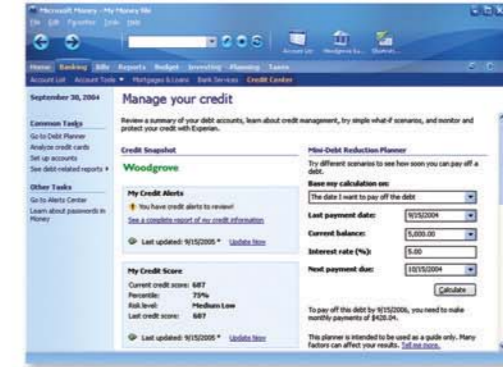 Microsoft Money - My Money File
File Edit Favorites Tools Help
Home Banking Bills Reports Budget Investing Planning Taxes
Account List Account Tools Mortgages & Loans Bank Services Credit Center
September 30, 2004
Common Tasks
Go to Debt Planner
Analyze credit cards
Set up accounts
See debt-related reports
Other Tasks
Go to Alerts Center
Learn about passwords in
Money
Manage your credit
Review a summary of your debt accounts, learn about credit management, try simple what-if scenarios, and monitor and
protect your credit with Experian.
Credit Snapshot
Woodgrove
My Credit Alerts
You have credit alerts to review!
See a complete report of my credit information
Last updated: 9/15/2005 * Update Now
My Credit Score
Current credit score: 687
Percentile: 75%
Risk level: Medium Low
Last credit score: 687
Last updated: 9/15/2005 * Update Now
Mini-Debt Reduction Planner
Try different scenarios to see how soon you can pay off a
debt.
Base my calculation on:
The date I want to pay off the debt
Last payment date: 9/15/2004
Current balance: 5,000.00
Interest rate (%): 5.00
Next payment due: 10/15/2004
Calculate
To pay off this debt by 9/15/2006, you need to make
monthly payments of $420.04.
This planner is intended to be used as a guide only. Many
factors can affect your results. Tell me more.